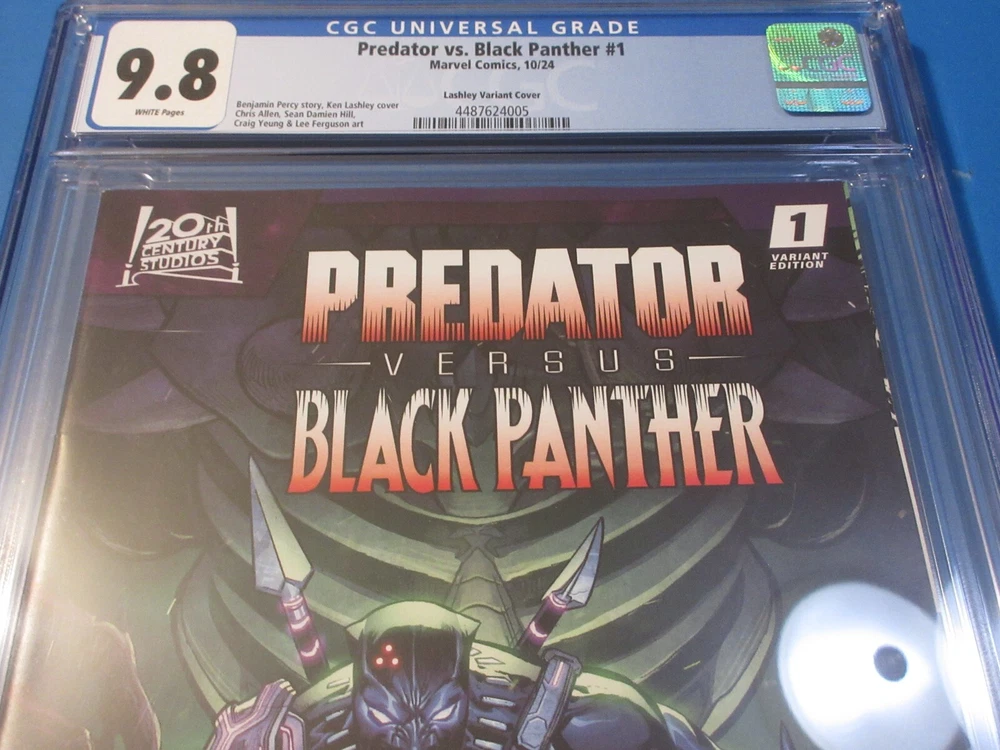 CGC UNIVERSAL GRADE
9.8
WHITE Pages
Predator vs. Black Panther #1
Marvel Comics, 10/24
Lashley Variant Cover
4487624005
Benjamin Percy story, Ken Lashley cover
Chris Allen, Sean Damien Hill,
Craig Yeung & Lee Ferguson art
20th
CENTURY
STUDIOS
1
VARIANT
EDITION
PREDATOR
VERSUS
BLACK PANTHER